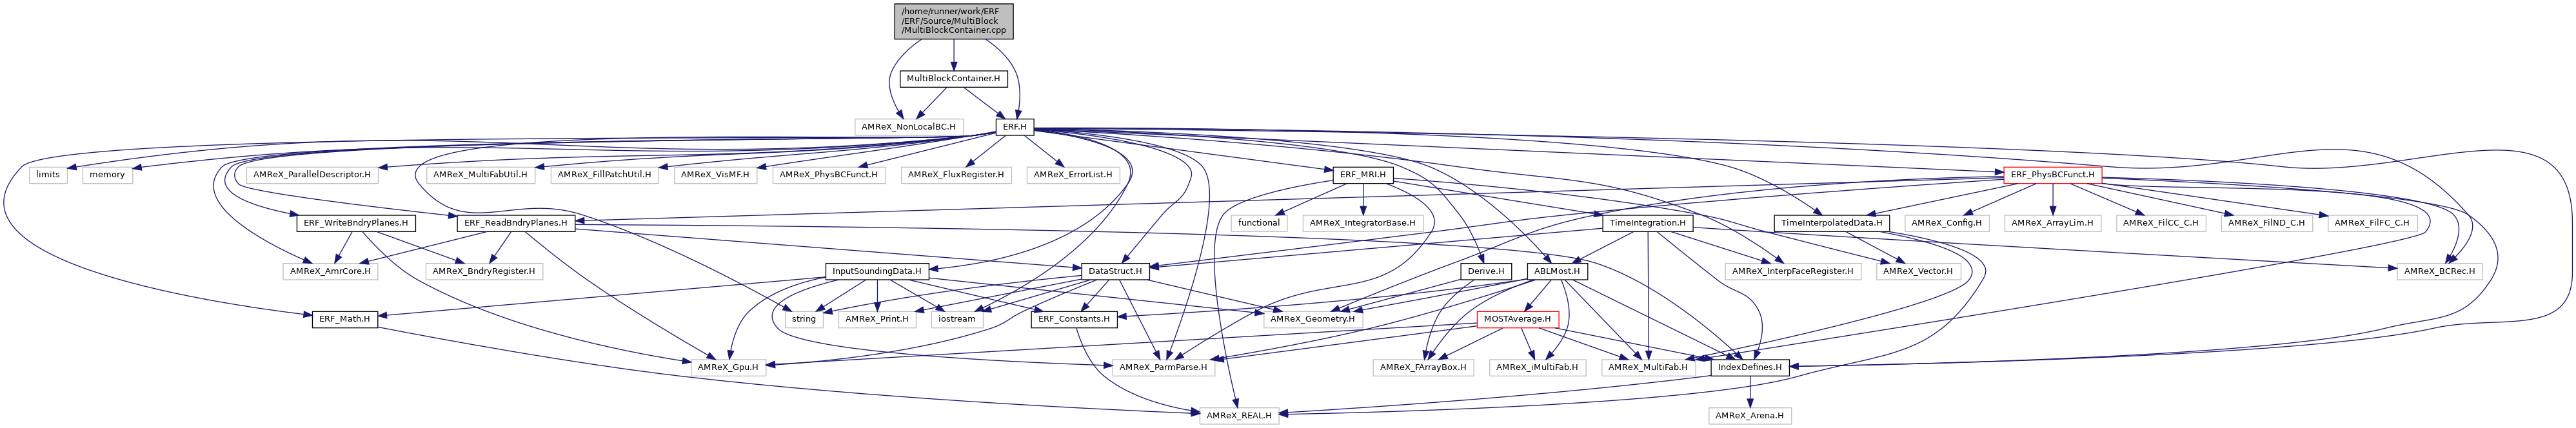 /home/runner/work/ERF
/ERF/Source/MultiBlock
/MultiBlockContainer.cpp
MultiBlockContainer.H
AMReX_NonLocalBC.H
ERF.H
limits
memory
AMReX_ParallelDescriptor.H
AMReX_MultiFabUtil.H
AMReX_FillPatchUtil.H
AMReX_VisMF.H
AMReX_PhysBCFunct.H
AMReX_FluxRegister.H
AMReX_ErrorList.H
ERF_MRI.H
ERF_PhysBCFunct.H
ERF_WriteBndryPlanes.H
ERF_ReadBndryPlanes.H
functional
AMReX_IntegratorBase.H
TimeIntegration.H
TimeInterpolatedData.H
AMReX_Config.H
AMReX_ArrayLim.H
AMReX_FilCC_C.H
AMReX_FilND_C.H
AMReX_FilFC_C.H
AMReX_AmrCore.H
AMReX_BndryRegister.H
InputSoundingData.H
DataStruct.H
Derive.H
ABLMost.H
AMReX_InterpFaceRegister.H
AMReX_Vector.H
AMReX_BCRec.H
ERF_Math.H
string
AMReX_Print.H
iostream
ERF_Constants.H
AMReX_Geometry.H
MOSTAverage.H
AMReX_Gpu.H
AMReX_ParmParse.H
AMReX_FArrayBox.H
AMReX_iMultiFab.H
AMReX_MultiFab.H
IndexDefines.H
AMReX_REAL.H
AMReX_Arena.H